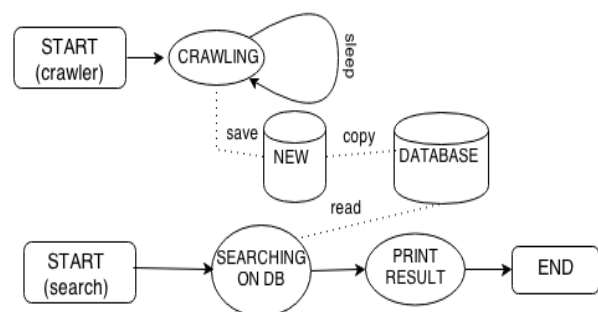 START
(crawler)
CRAWLING
sleep
save
NEW
copy
DATABASE
read
START
(search)
SEARCHING
ON DB
PRINT
RESULT
END